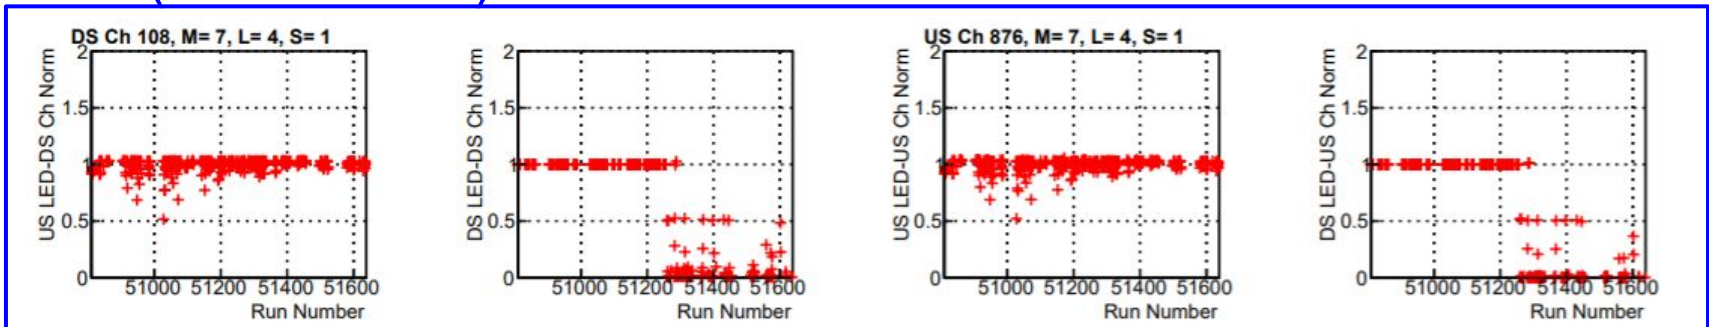 DS Ch 108, M= 7, L= 4, S= 1
US LED-DS Ch Norm
2
1.5
1
0.5
0
51000 51200 51400 51600
Run Number
DS LED-DS Ch Norm
2
1.5
1
0.5
0
51000 51200 51400 51600
Run Number
US Ch 876, M= 7, L= 4, S= 1
US LED-US Ch Norm
2
1.5
1
0.5
0
51000 51200 51400 51600
Run Number
DS LED-US Ch Norm
2
1.5
1
0.5
0
51000 51200 51400 51600
Run Number